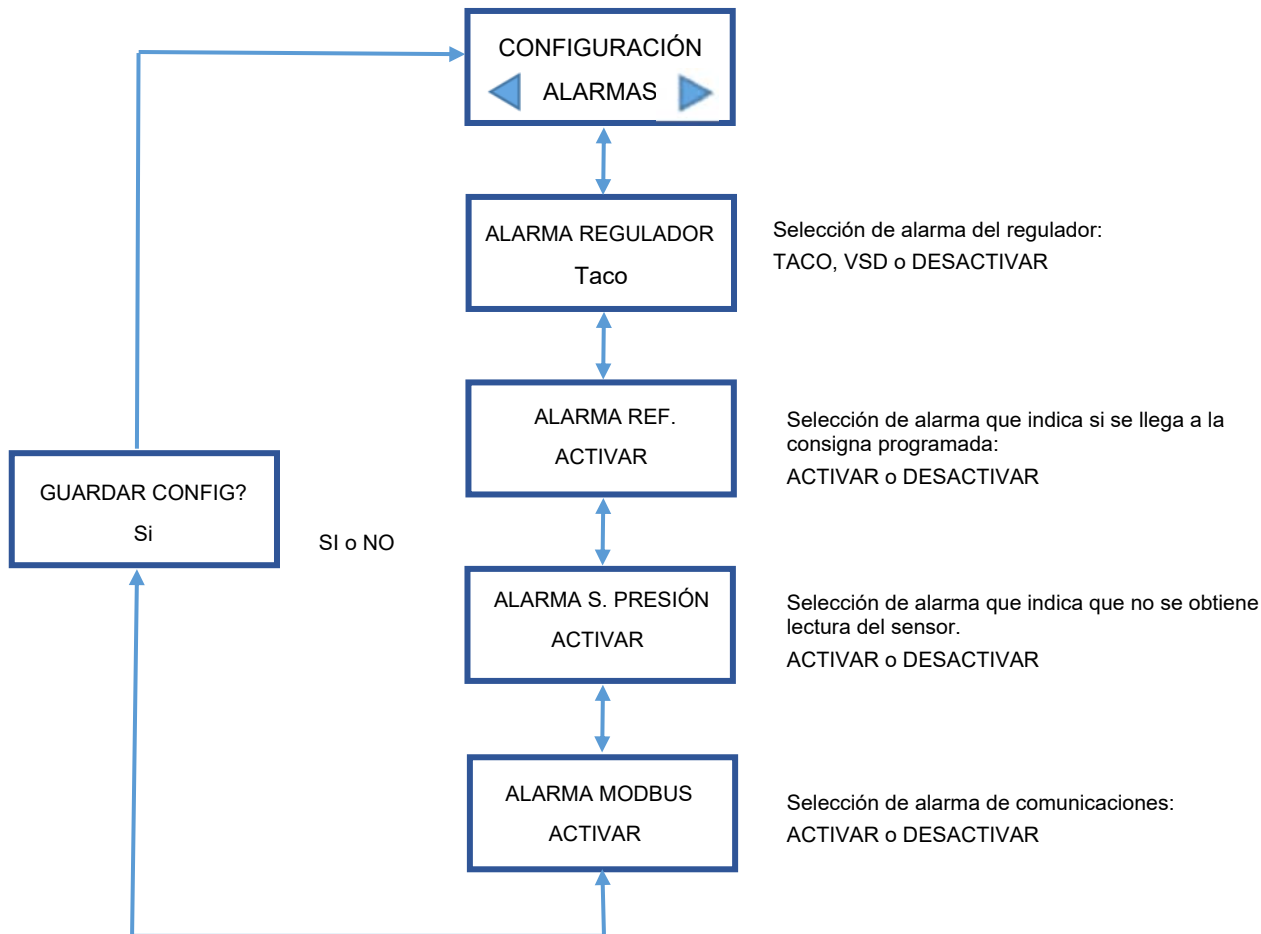 CONFIGURACIÓN
ALARMAS
ALARMA REGULADOR
Taco
Selección de alarma del regulador:
TACO, VSD o DESACTIVAR
ALARMA REF.
ACTIVAR
Selección de alarma que indica si se llega a la
consigna programada:
ACTIVAR o DESACTIVAR
GUARDAR CONFIG?
Si
SI o NO
ALARMA S. PRESIÓN
ACTIVAR
Selección de alarma que indica que no se obtiene
lectura del sensor.
ACTIVAR o DESACTIVAR
ALARMA MODBUS
ACTIVAR
Selección de alarma de comunicaciones:
ACTIVAR o DESACTIVAR